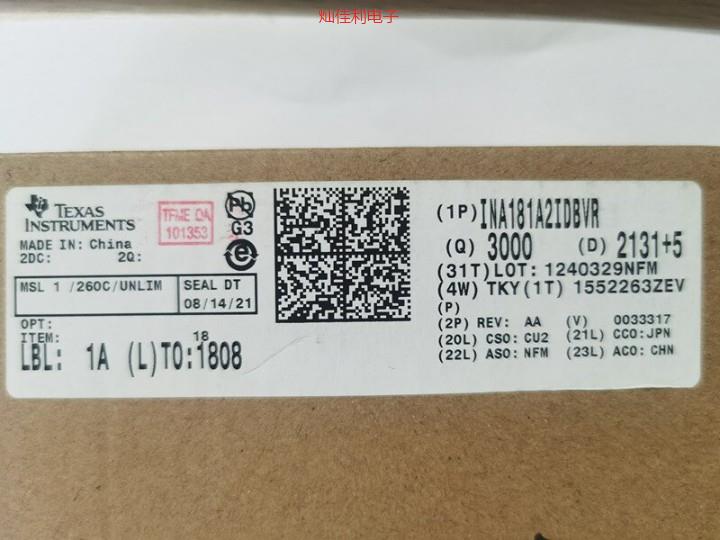 灿佳利电子
TEXAS
INSTRUMENTS
MADE IN: China
2DC: 2Q:
TFME QA
101353
Pb
G3
e
MSL 1 /260C/UNLIM
SEAL DT
08/14/21
OPT:
ITEM: 18
LBL: 1A (L)TO:1808
(1P)INA181A2IDBVR
(Q) 3000 (D) 2131+5
(31T)LOT: 1240329NFM
(4W) TKY(1T) 1552263ZEV
(P)
(2P) REV: AA (V) 0033317
(20L) CSO: CU2 (21L) CCO:JPN
(22L) ASO: NFM (23L) ACO: CHN